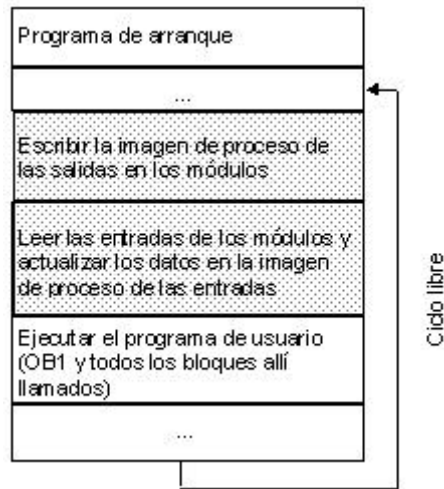 Programa de arranque
...
Escribir la imagen de proceso de
las salidas en los módulos
Leer las entradas de los módulos y
actualizar los datos en la imagen
de proceso de las entradas
Ejecutar el programa de usuario
(OB1 y todos los bloques allí
llamados)
...
Ciclo libre